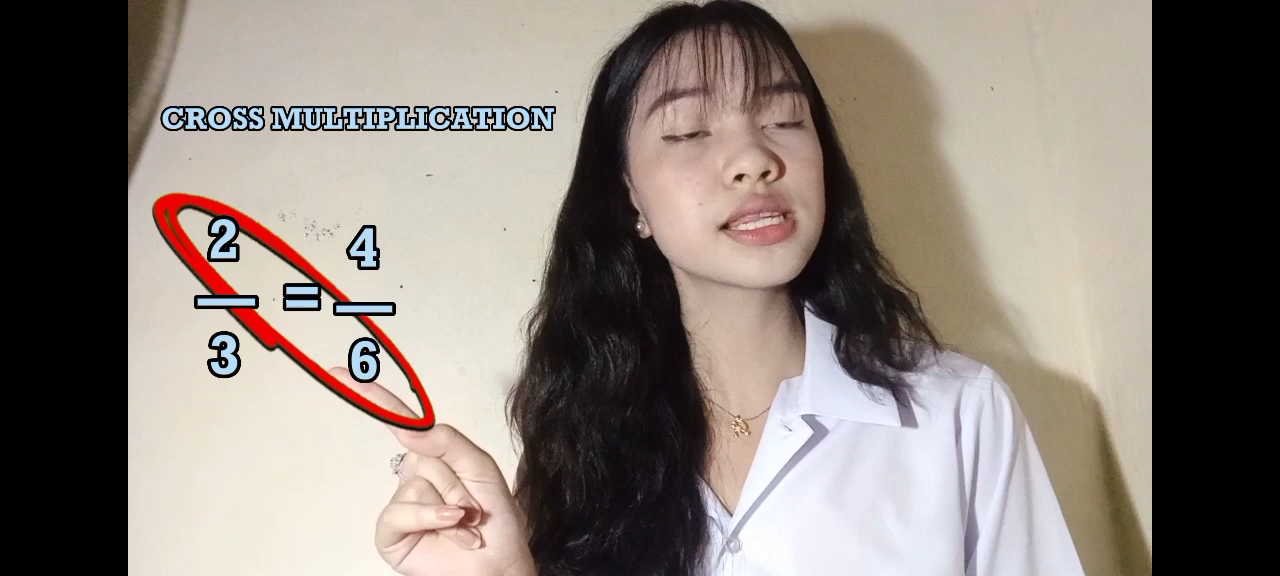 CROSS MULTIPLICATION
2/3 = 4/6